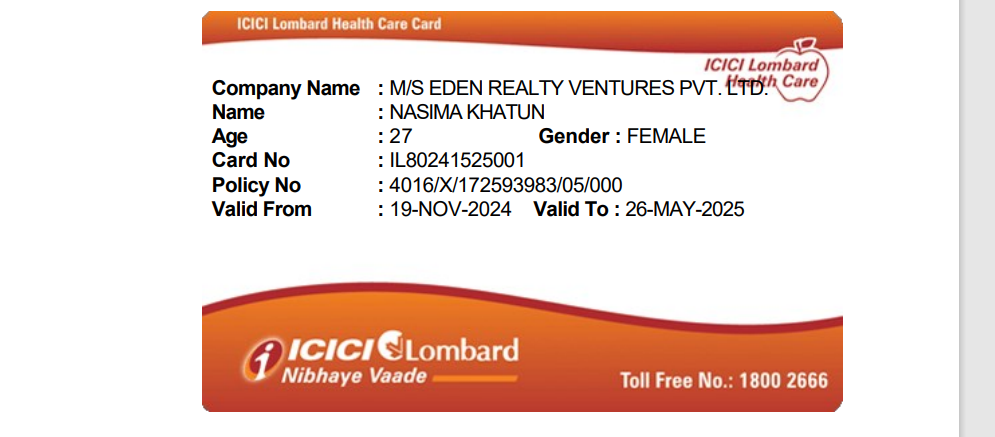 ICICI Lombard Health Care Card
ICICI Lombard
Health Care
Company Name : M/S EDEN REALTY VENTURES PVT. LTD.
Name : NASIMA KHATUN
Age : 27 Gender : FEMALE
Card No : IL80241525001
Policy No : 4016/X/172593983/05/000
Valid From : 19-NOV-2024 Valid To : 26-MAY-2025
ICICI Lombard
Nibhaye Vaade
Toll Free No.: 1800 2666